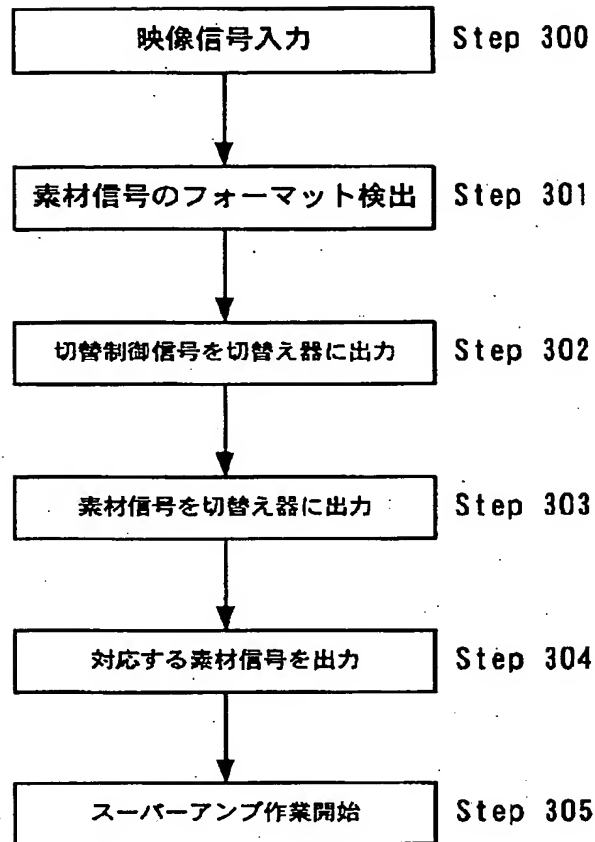 映像信号入力 Step 300
素材信号のフォーマット検出 Step 301
切替制御信号を切替え器に出力 Step 302
素材信号を切替え器に出力 Step 303
対応する素材信号を出力 Step 304
スーパーアンプ作業開始 Step 305